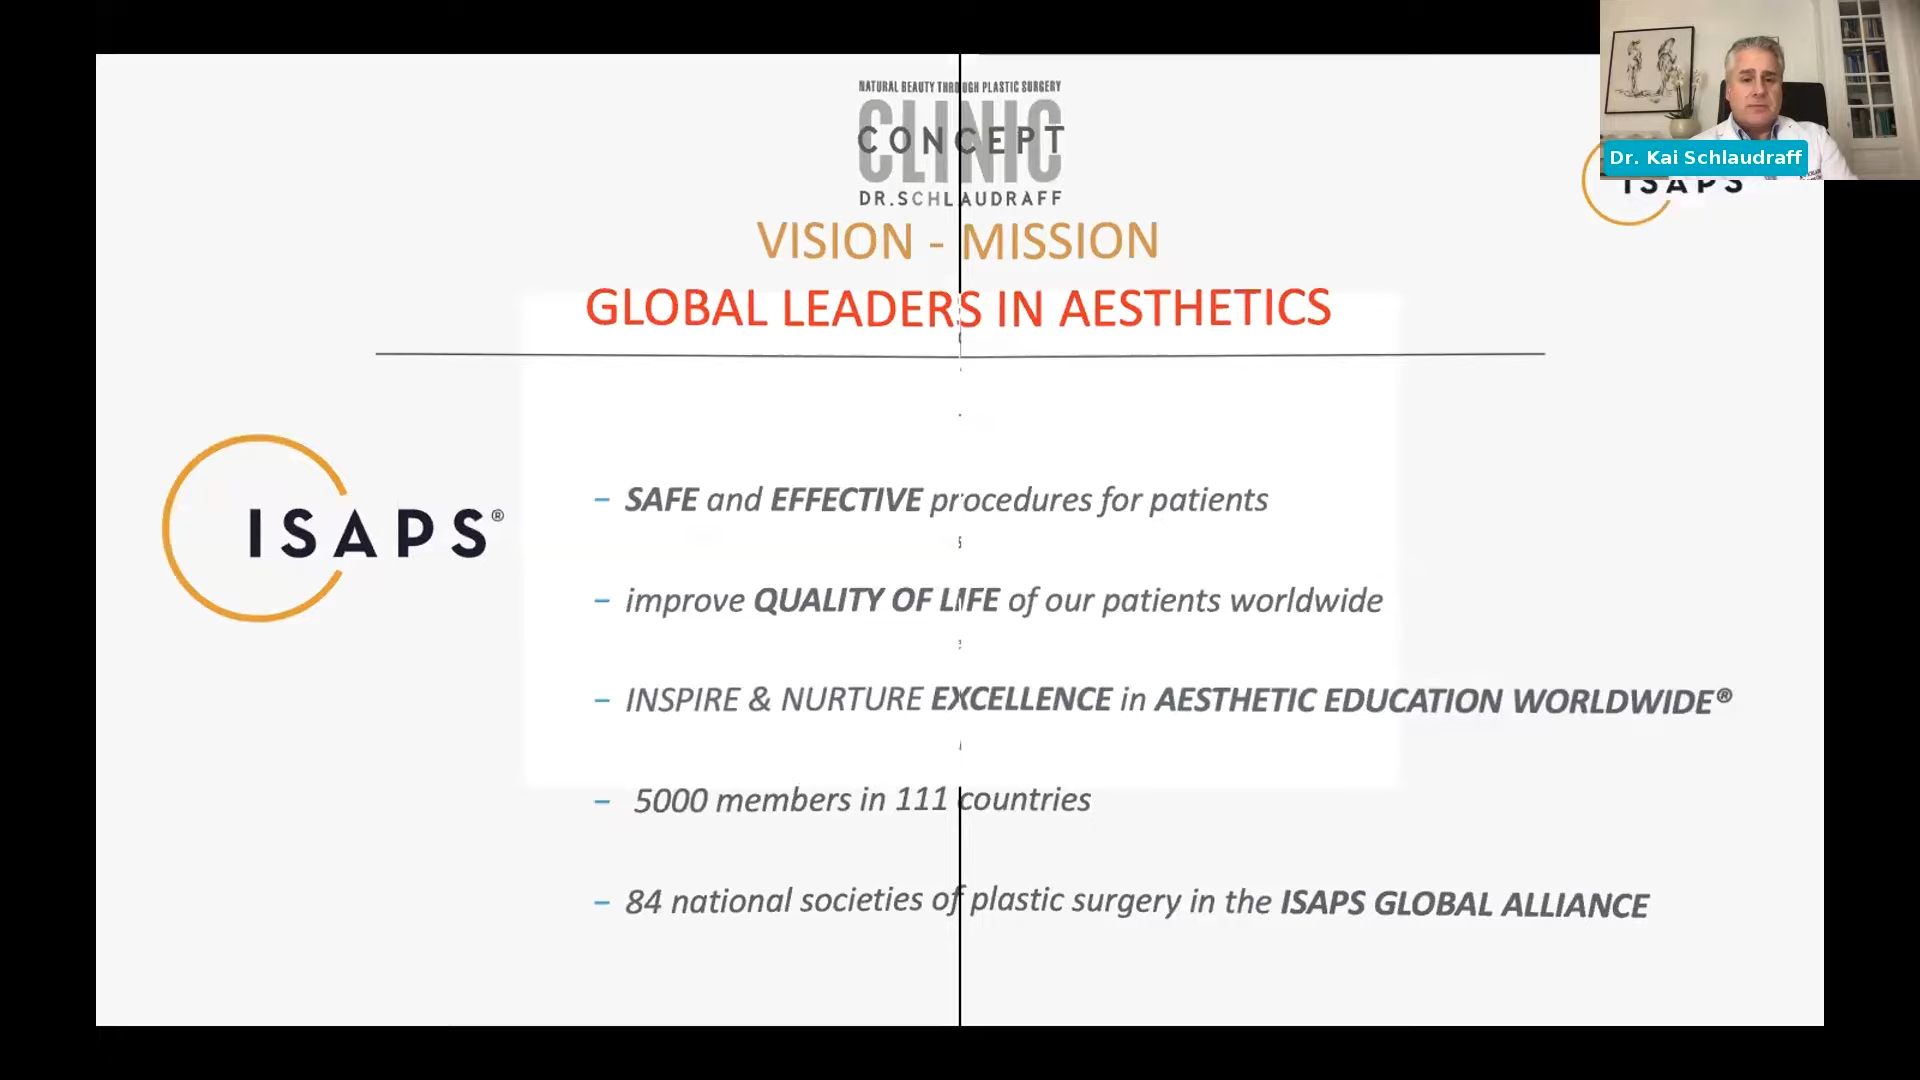 NATURAL BEAUTY THROUGH PLASTIC SURGERY
CLINIC
CONCEPT
DR.SCHLAUDRAFF
Dr. Kai Schlaudraff
ISAPS
VISION - MISSION
GLOBAL LEADERS IN AESTHETICS
ISAPS®
– SAFE and EFFECTIVE procedures for patients
– improve QUALITY OF LIFE of our patients worldwide
– INSPIRE & NURTURE EXCELLENCE in AESTHETIC EDUCATION WORLDWIDE®
– 5000 members in 111 countries
– 84 national societies of plastic surgery in the ISAPS GLOBAL ALLIANCE